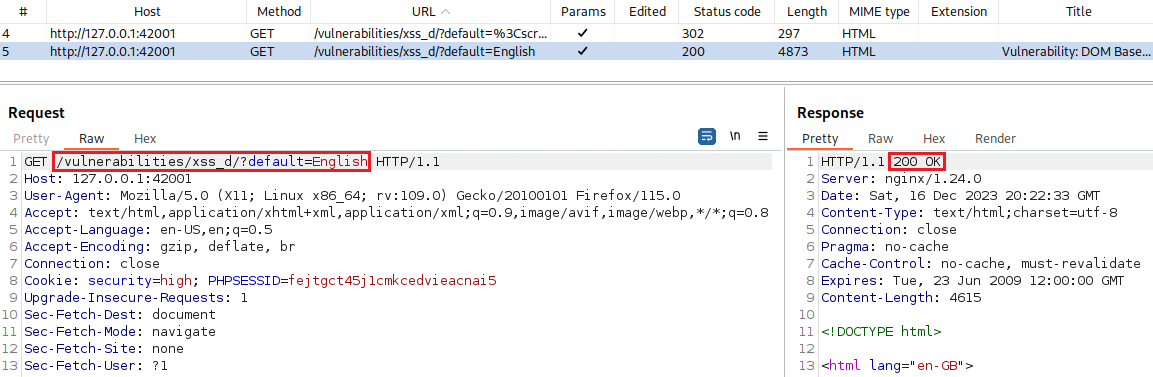 # Host Method URL Params Edited Status code Length MIME type Extension Title
4 http://127.0.0.1:42001 GET /vulnerabilities/xss_d/?default=%3Cscr... ✓ 302 297 HTML
5 http://127.0.0.1:42001 GET /vulnerabilities/xss_d/?default=English ✓ 200 4873 HTML Vulnerability: DOM Base...
Request
Pretty Raw Hex \n
1 GET /vulnerabilities/xss_d/?default=English HTTP/1.1
2 Host: 127.0.0.1:42001
3 User-Agent: Mozilla/5.0 (X11; Linux x86_64; rv:109.0) Gecko/20100101 Firefox/115.0
4 Accept: text/html,application/xhtml+xml,application/xml;q=0.9,image/avif,image/webp,*/*;q=0.8
5 Accept-Language: en-US,en;q=0.5
6 Accept-Encoding: gzip, deflate, br
7 Connection: close
8 Cookie: security=high; PHPSESSID=fejtgct45j1cmkcedvieacnai5
9 Upgrade-Insecure-Requests: 1
10 Sec-Fetch-Dest: document
11 Sec-Fetch-Mode: navigate
12 Sec-Fetch-Site: none
13 Sec-Fetch-User: ?1
Response
Pretty Raw Hex Render
1 HTTP/1.1 200 OK
2 Server: nginx/1.24.0
3 Date: Sat, 16 Dec 2023 20:22:33 GMT
4 Content-Type: text/html;charset=utf-8
5 Connection: close
6 Pragma: no-cache
7 Cache-Control: no-cache, must-revalidate
8 Expires: Tue, 23 Jun 2009 12:00:00 GMT
9 Content-Length: 4615
10
11 <!DOCTYPE html>
12
13 <html lang="en-GB">